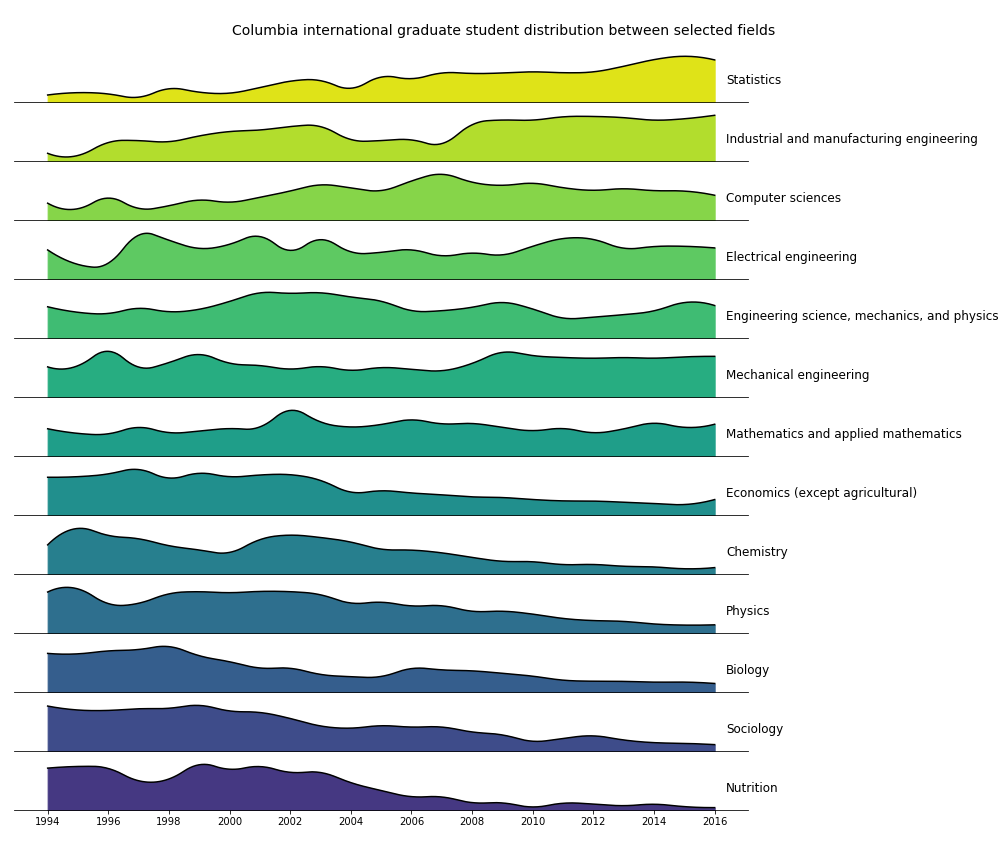 Columbia international graduate student distribution between selected fields
Statistics
Industrial and manufacturing engineering
Computer sciences
Electrical engineering
Engineering science, mechanics, and physics
Mechanical engineering
Mathematics and applied mathematics
Economics (except agricultural)
Chemistry
Physics
Biology
Sociology
Nutrition
1994 1996 1998 2000 2002 2004 2006 2008 2010 2012 2014 2016